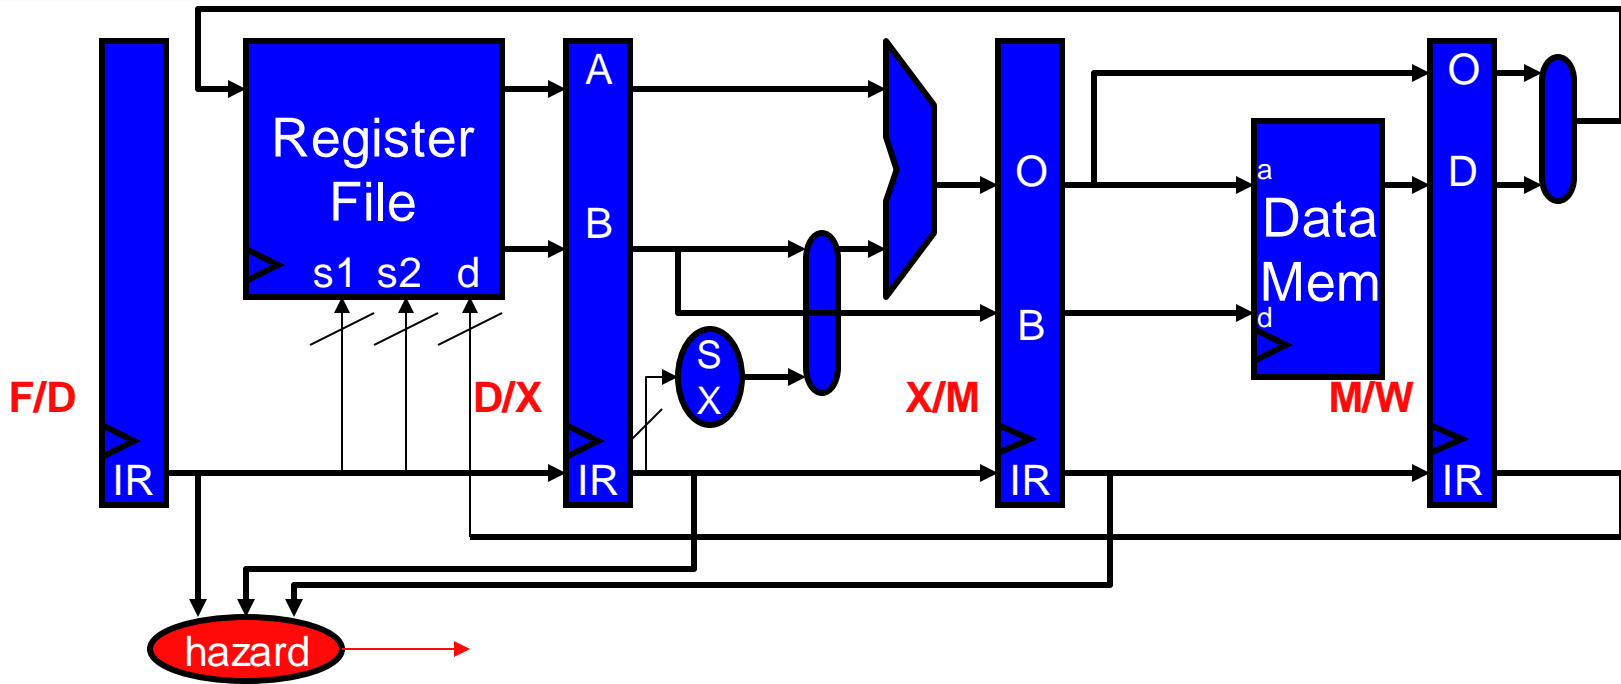 Register
File
s1 s2 d
F/D
IR
D/X
A
B
IR
S
X
X/M
O
B
IR
a
Data
Mem
d
M/W
O
D
IR
hazard